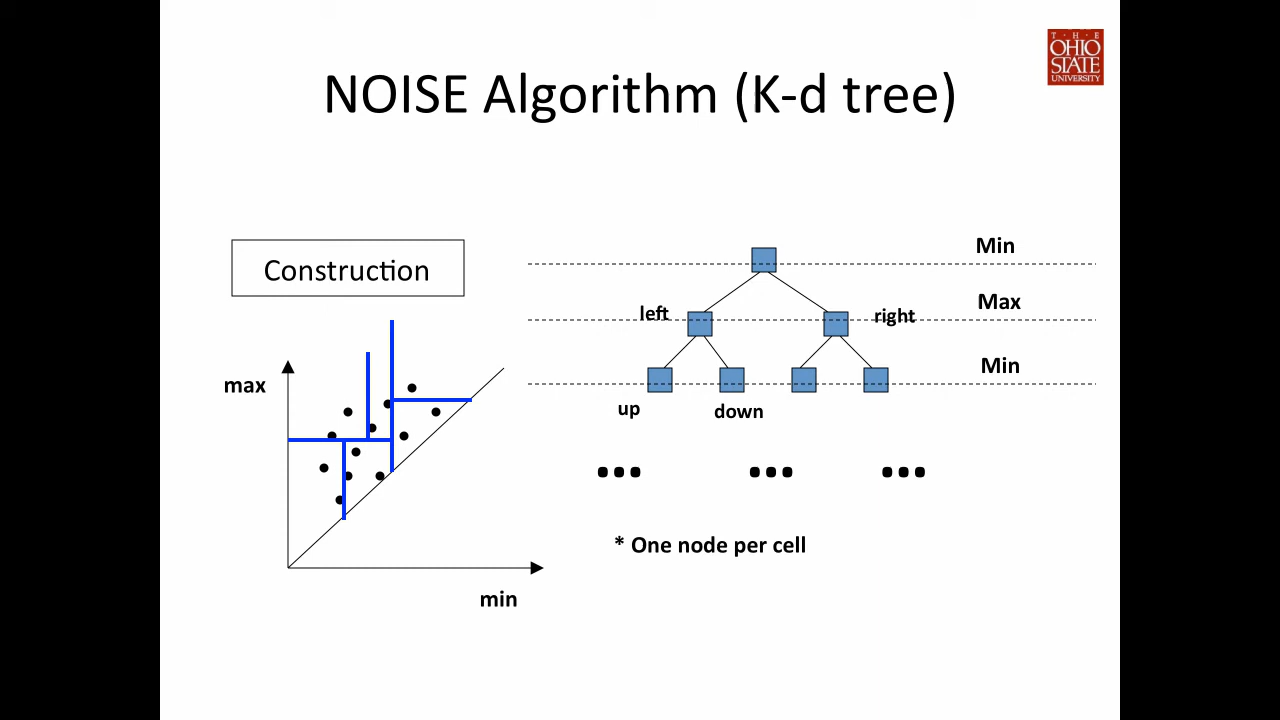 T · H · E
OHIO
STATE
UNIVERSITY
NOISE Algorithm (K-d tree)
Construction
max
min
Min
left
right
Max
Min
up
down
* One node per cell